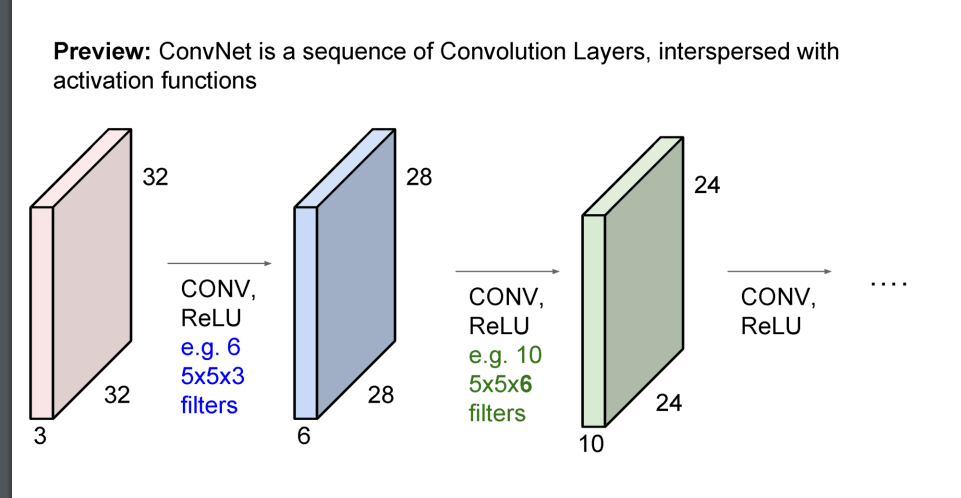 Preview: ConvNet is a sequence of Convolution Layers, interspersed with
activation functions
32
32
3
CONV,
ReLU
e.g. 6
5x5x3
filters
28
28
6
CONV,
ReLU
e.g. 10
5x5x6
filters
24
24
10
CONV,
ReLU
....